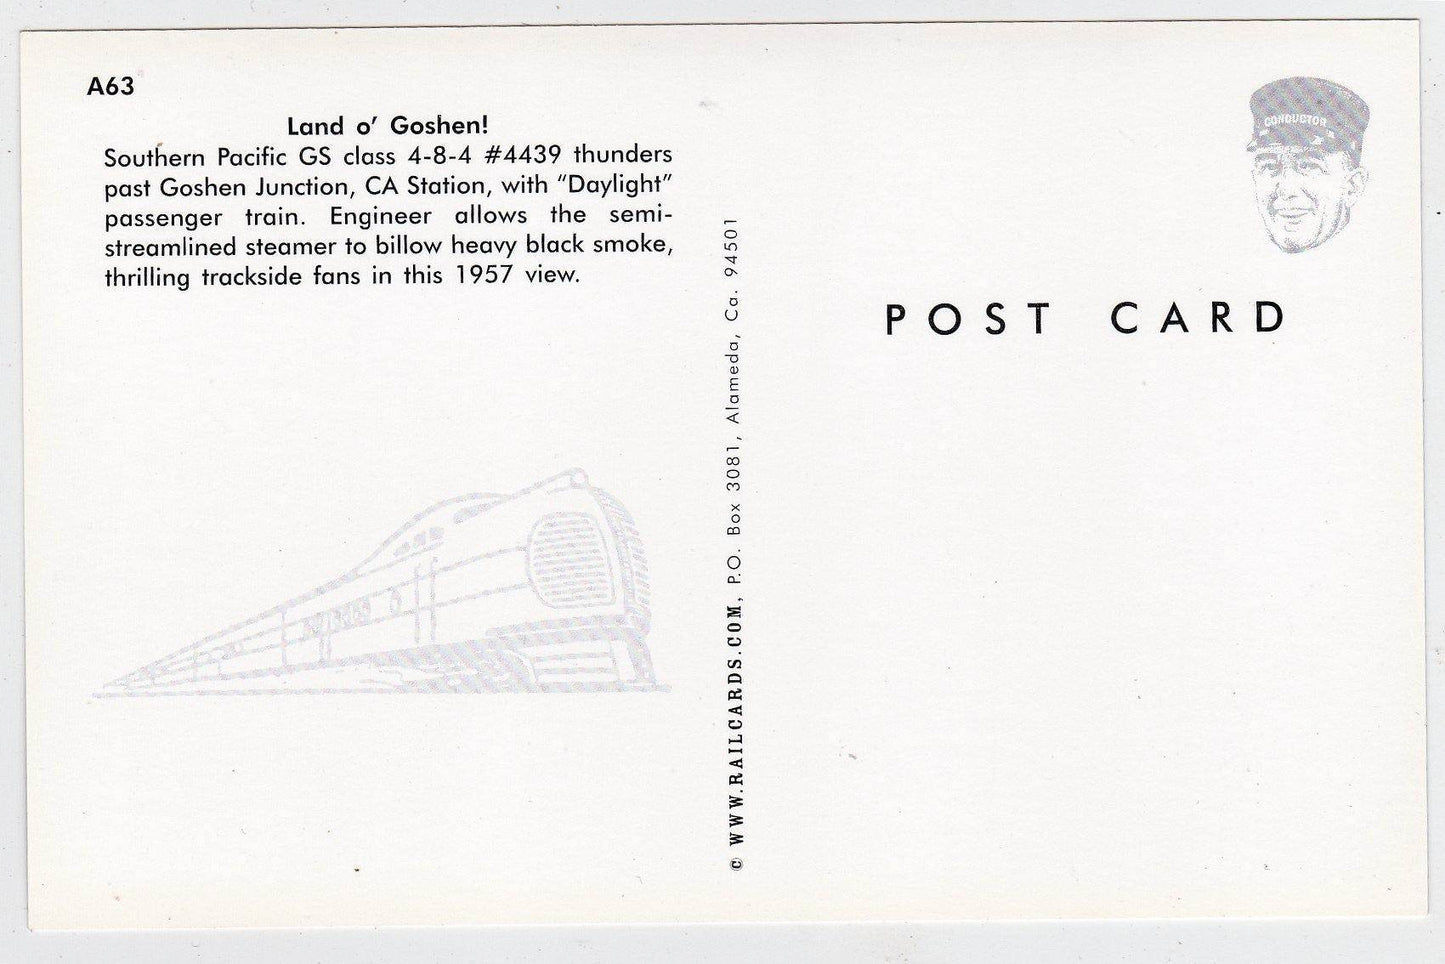 A63
Land o' Goshen!
Southern Pacific GS class 4-8-4 #4439 thunders
past Goshen Junction, CA Station, with "Daylight"
passenger train. Engineer allows the semi-
streamlined steamer to billow heavy black smoke,
thrilling trackside fans in this 1957 view.
© WWW.RAILCARDS.COM, P.O. Box 3081, Alameda, Ca. 94501
CONDUCTOR
POST CARD